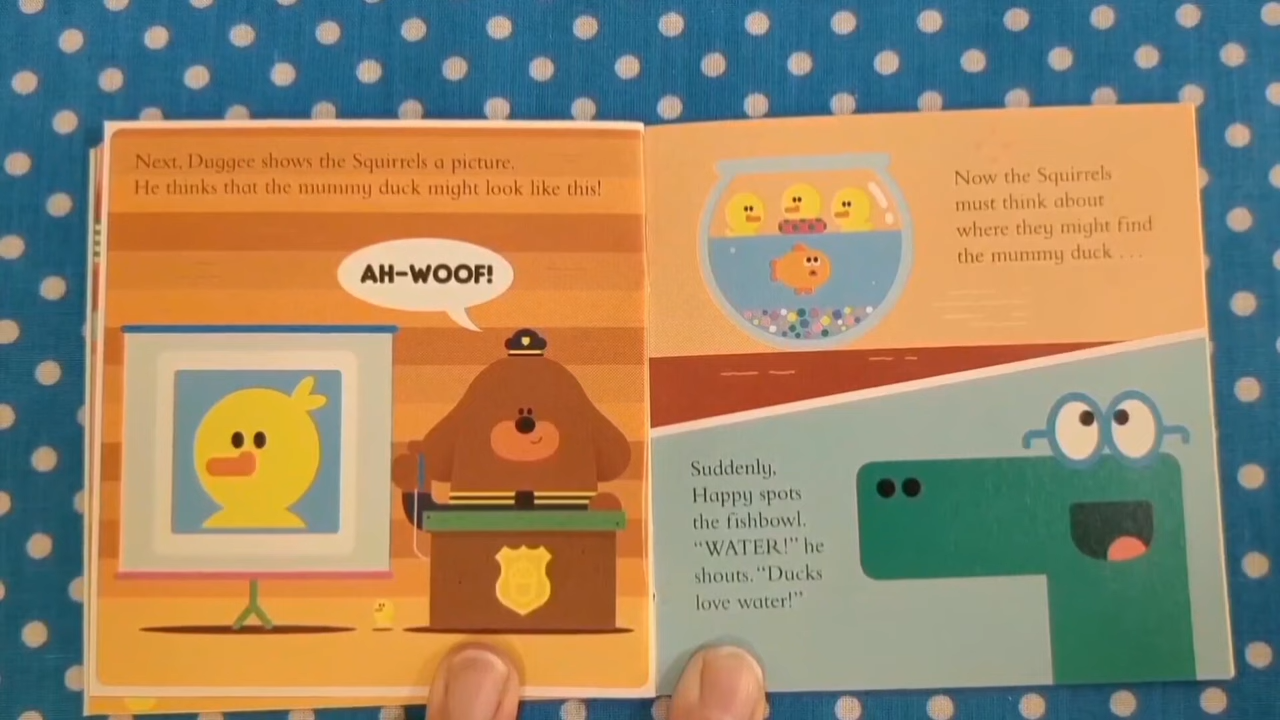 Next, Duggee shows the Squirrels a picture.
He thinks that the mummy duck might look like this!
AH-WOOF!
Now the Squirrels
must think about
where they might find
the mummy duck . . .
Suddenly,
Happy spots
the fishbowl.
“WATER!” he
shouts. “Ducks
love water!”